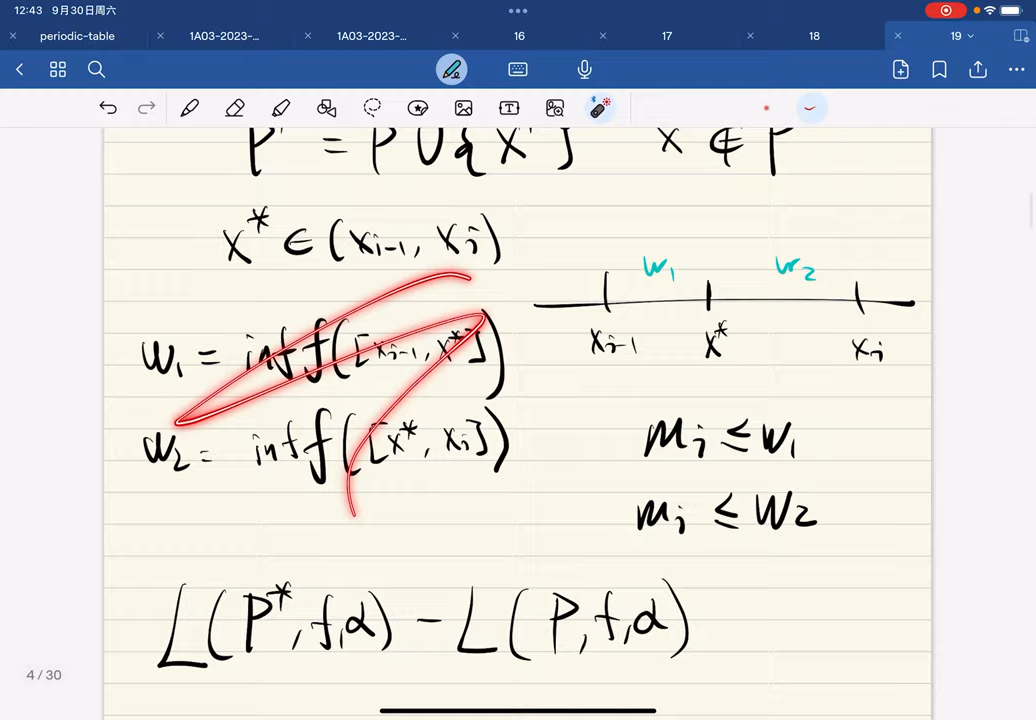 12:43 9月30日周六
periodic-table 1A03-2023-... 1A03-2023-... 16 17 18 19
P* = P ∪ {X*} X* ∉ P
X* ∈ (xi-1, xi)
w1 w2
xi-1 X* xi
w1 = inf f([xi-1, X*])
w2 = inf f([X*, xi])
mi ≤ w1
mi ≤ w2
L(P*, f, α) - L(P, f, α)
4 / 30